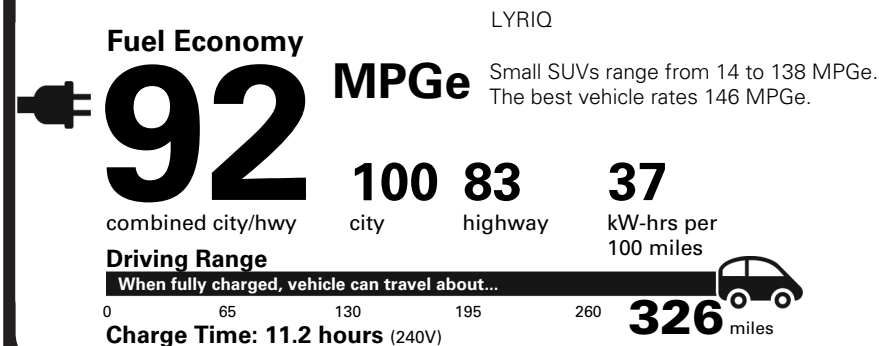 LYRIQ
Fuel Economy
92 MPGe
Small SUVs range from 14 to 138 MPGe.
The best vehicle rates 146 MPGe.
combined city/hwy
100 city
83 highway
37 kW-hrs per
100 miles
Driving Range
When fully charged, vehicle can travel about...
0 65 130 195 260 326 miles
Charge Time: 11.2 hours (240V)